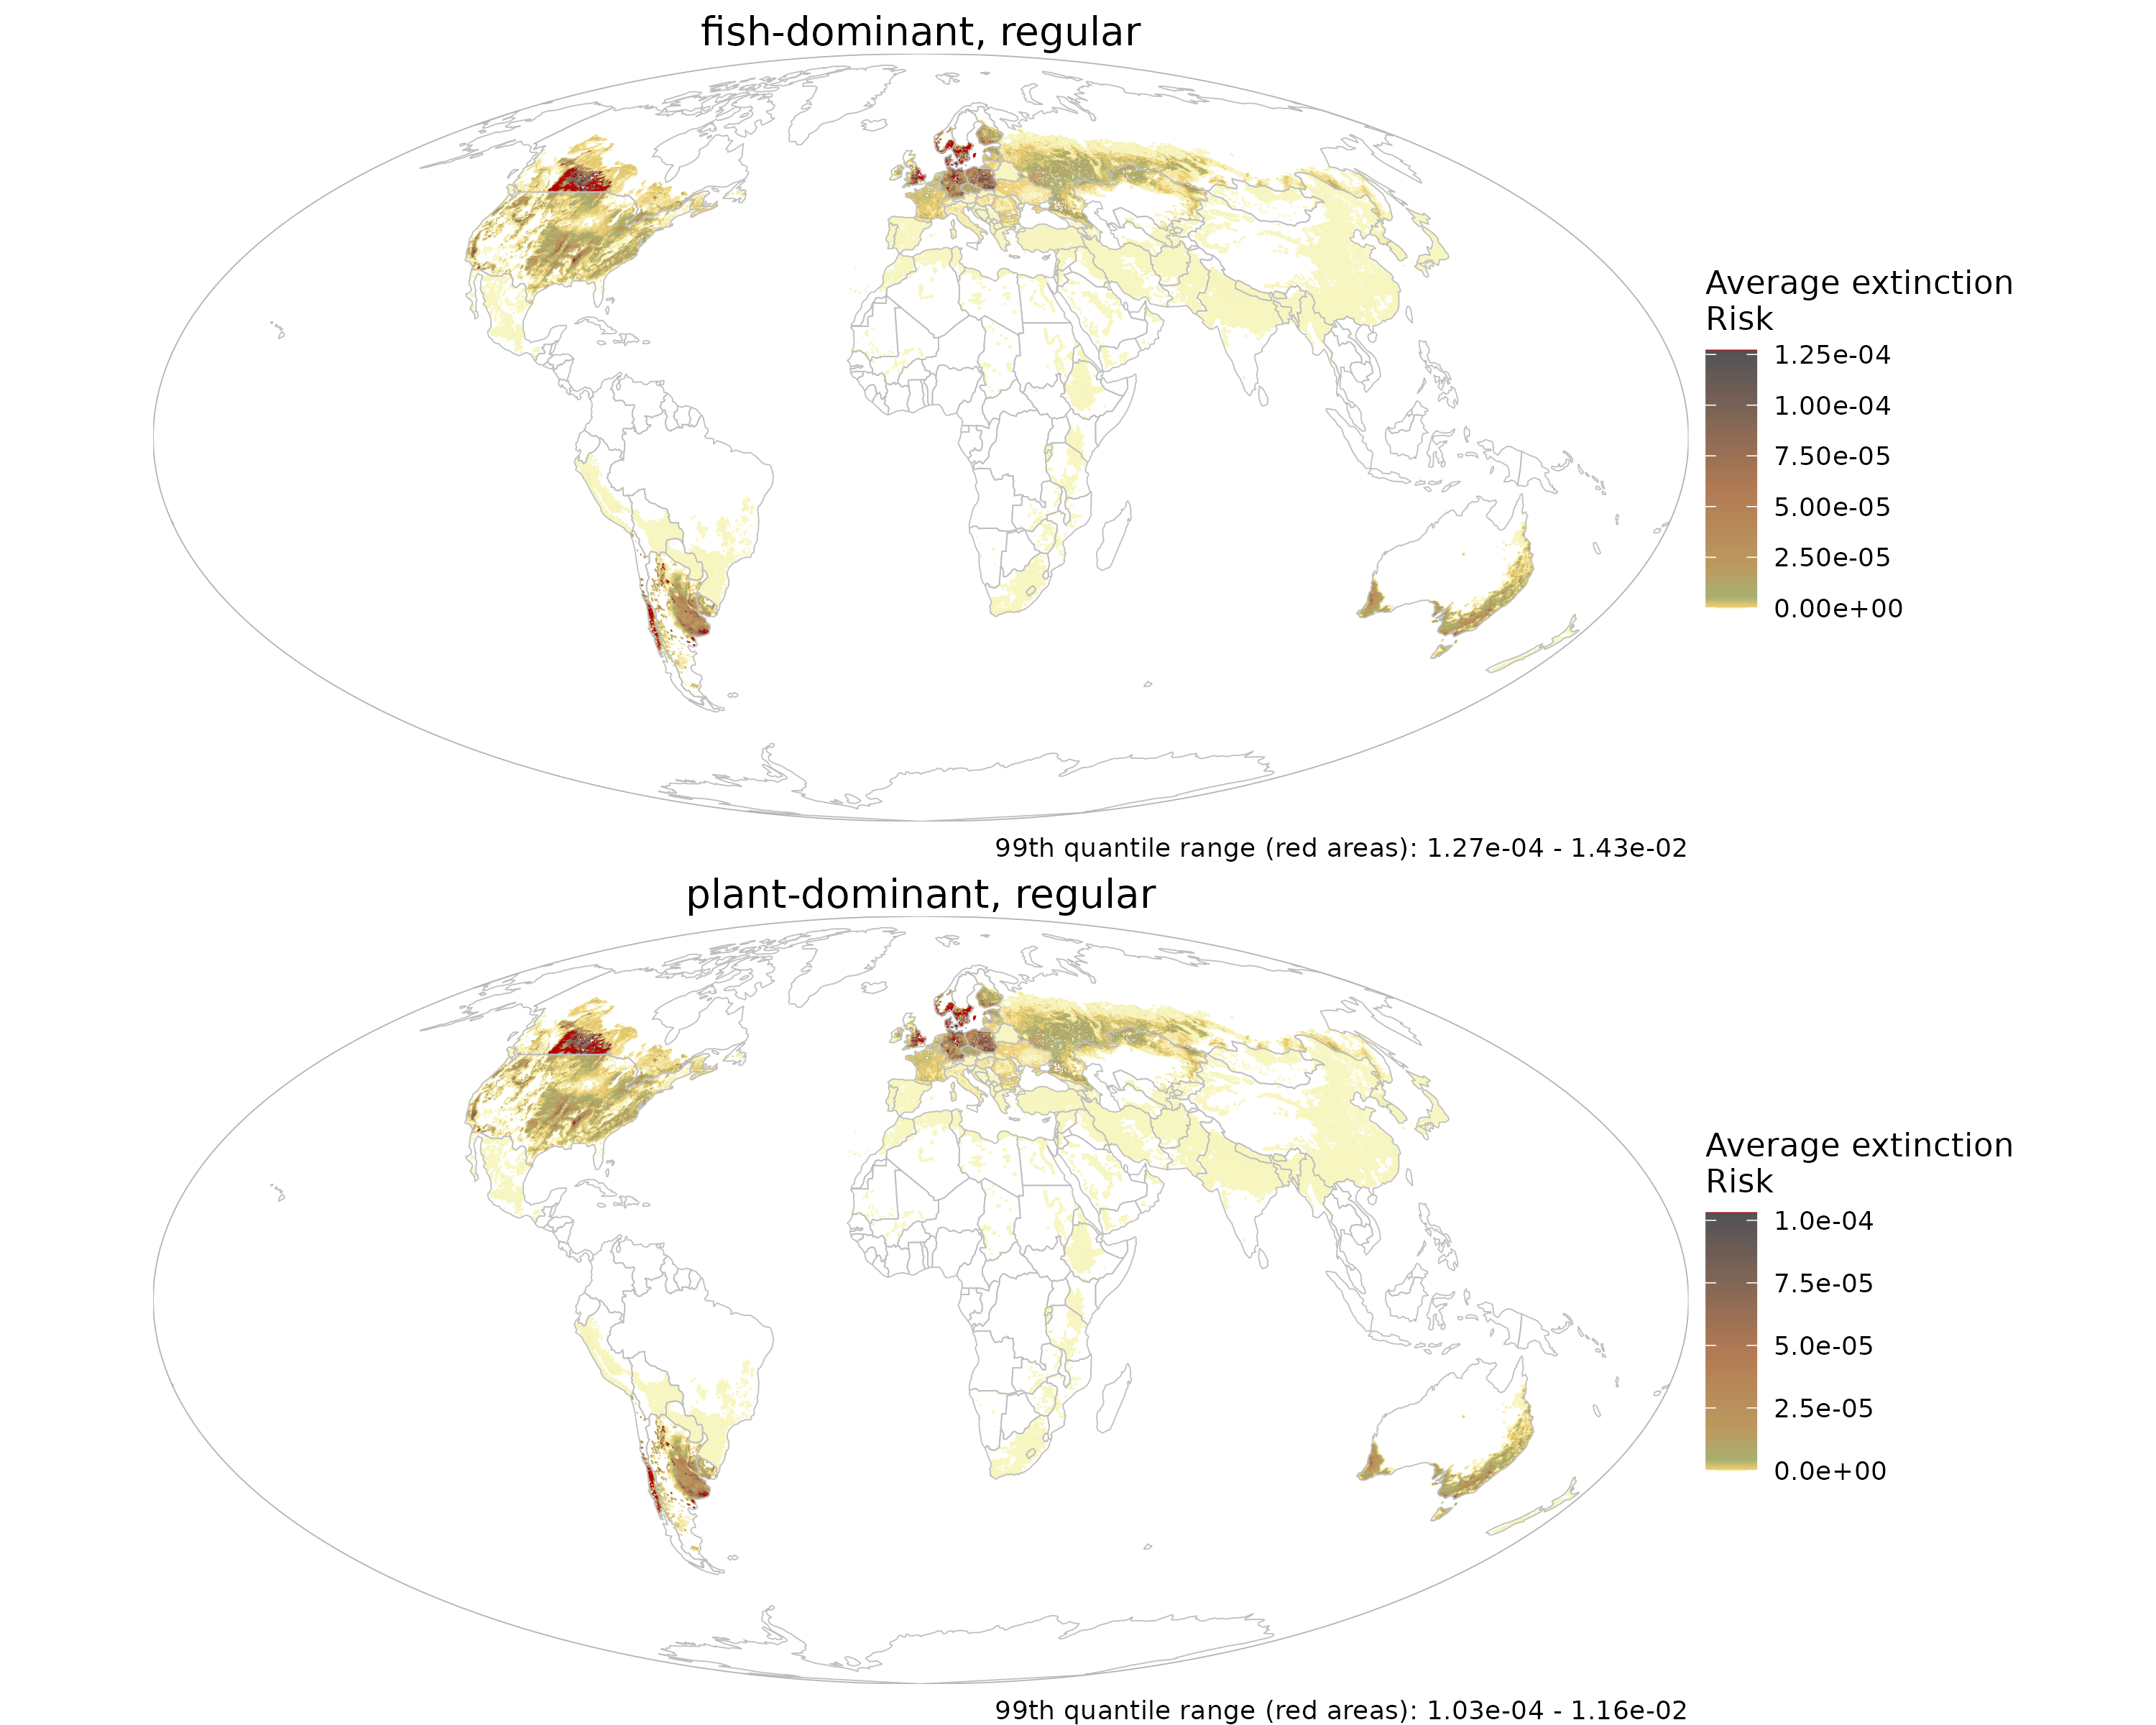 fish-dominant, regular
Average extinction
Risk
1.25e-04
1.00e-04
7.50e-05
5.00e-05
2.50e-05
0.00e+00
99th quantile range (red areas): 1.27e-04 - 1.43e-02
plant-dominant, regular
Average extinction
Risk
1.0e-04
7.5e-05
5.0e-05
2.5e-05
0.0e+00
99th quantile range (red areas): 1.03e-04 - 1.16e-02